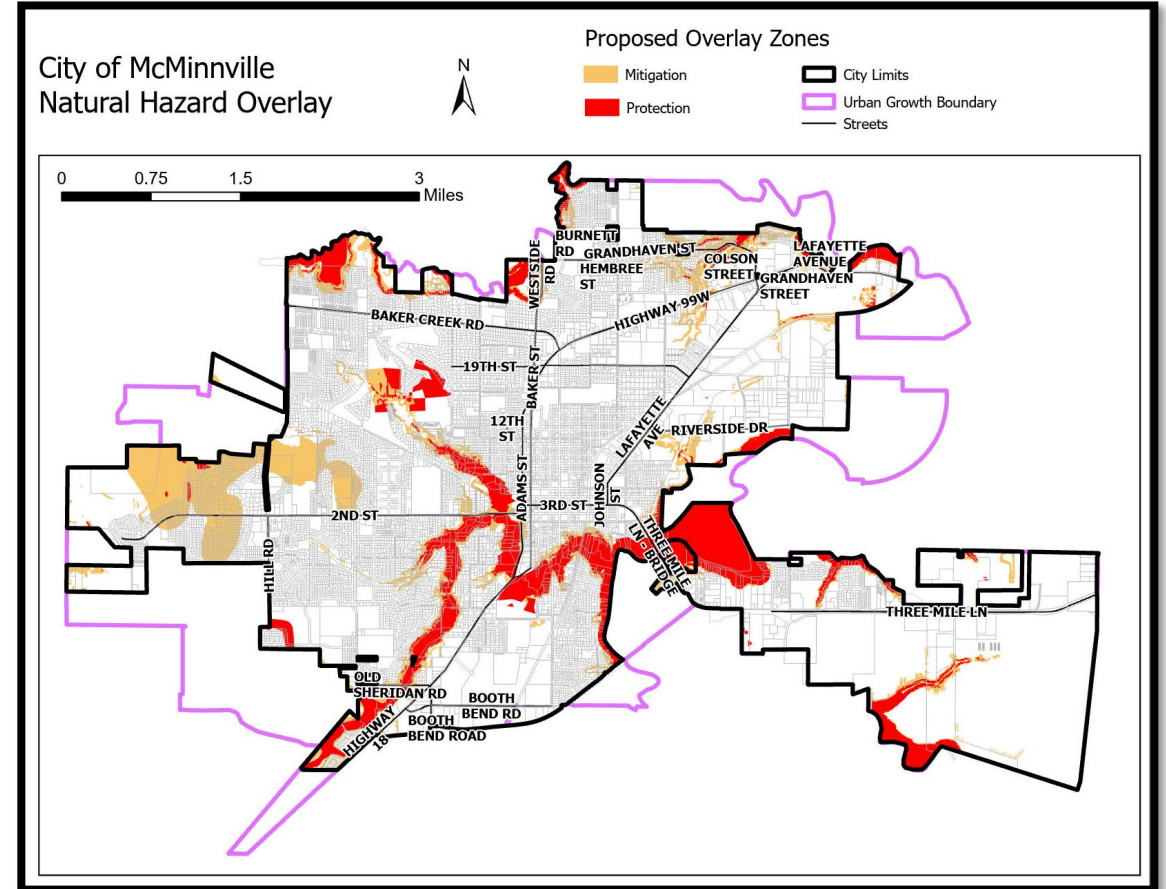 City of McMinnville
Natural Hazard Overlay
N
Proposed Overlay Zones
Mitigation
Protection
City Limits
Urban Growth Boundary
Streets
0 0.75 1.5 3
Miles
BURNETT
RD
GRANDHAVEN ST
HEMBREE
ST
WESTSIDE
RD
COLSON
STREET
LAFAYETTE
AVENUE
GRANDHAVEN
STREET
HIGHWAY 99W
BAKER CREEK RD
19TH ST
BAKER ST
12TH
ST
LAFAYETTE
AVE
RIVERSIDE DR
ADAMS ST
3RD ST
JOHNSON
ST
2ND ST
HILL RD
THREE MILE
LN - BRIDGE
THREE MILE LN
OLD
SHERIDAN RD
BOOTH
BEND RD
HIGHWAY
18
BOOTH
BEND ROAD